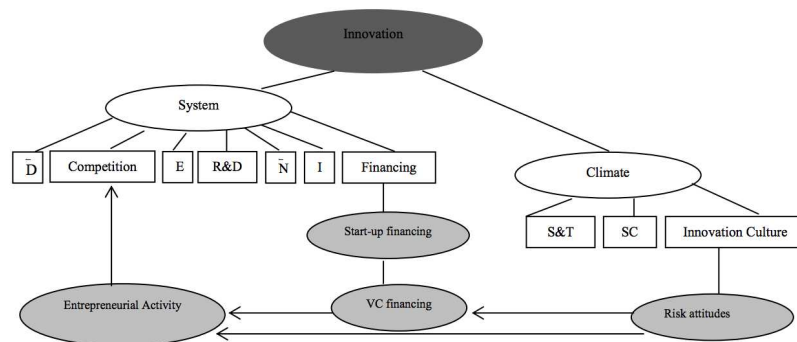 Innovation
System
D̄
Competition
E
R&D
N̄
I
Financing
Climate
S&T
SC
Innovation Culture
Start-up financing
Entrepreneurial Activity
VC financing
Risk attitudes